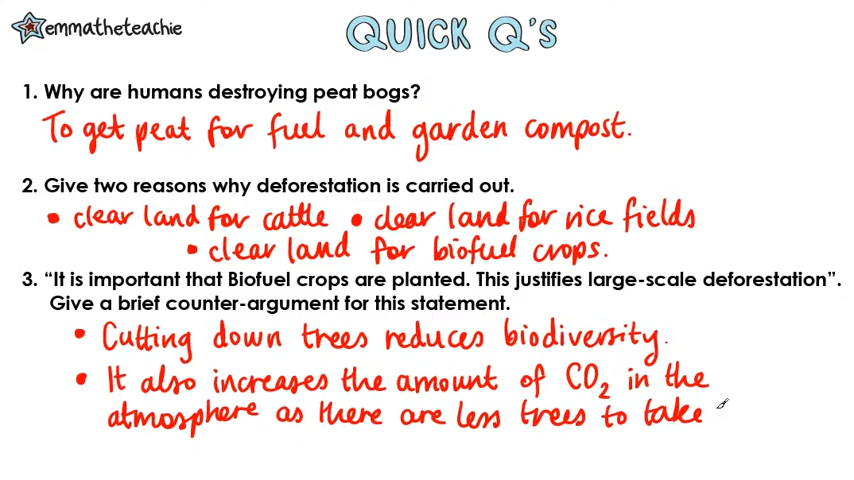 emmatheteachie
QUICK Q'S
1. Why are humans destroying peat bogs?
To get peat for fuel and garden compost.
2. Give two reasons why deforestation is carried out.
• clear land for cattle • clear land for rice fields
• clear land for biofuel crops.
3. “It is important that Biofuel crops are planted. This justifies large-scale deforestation”.
Give a brief counter-argument for this statement.
• Cutting down trees reduces biodiversity.
• It also increases the amount of CO₂ in the
atmosphere as there are less trees to take